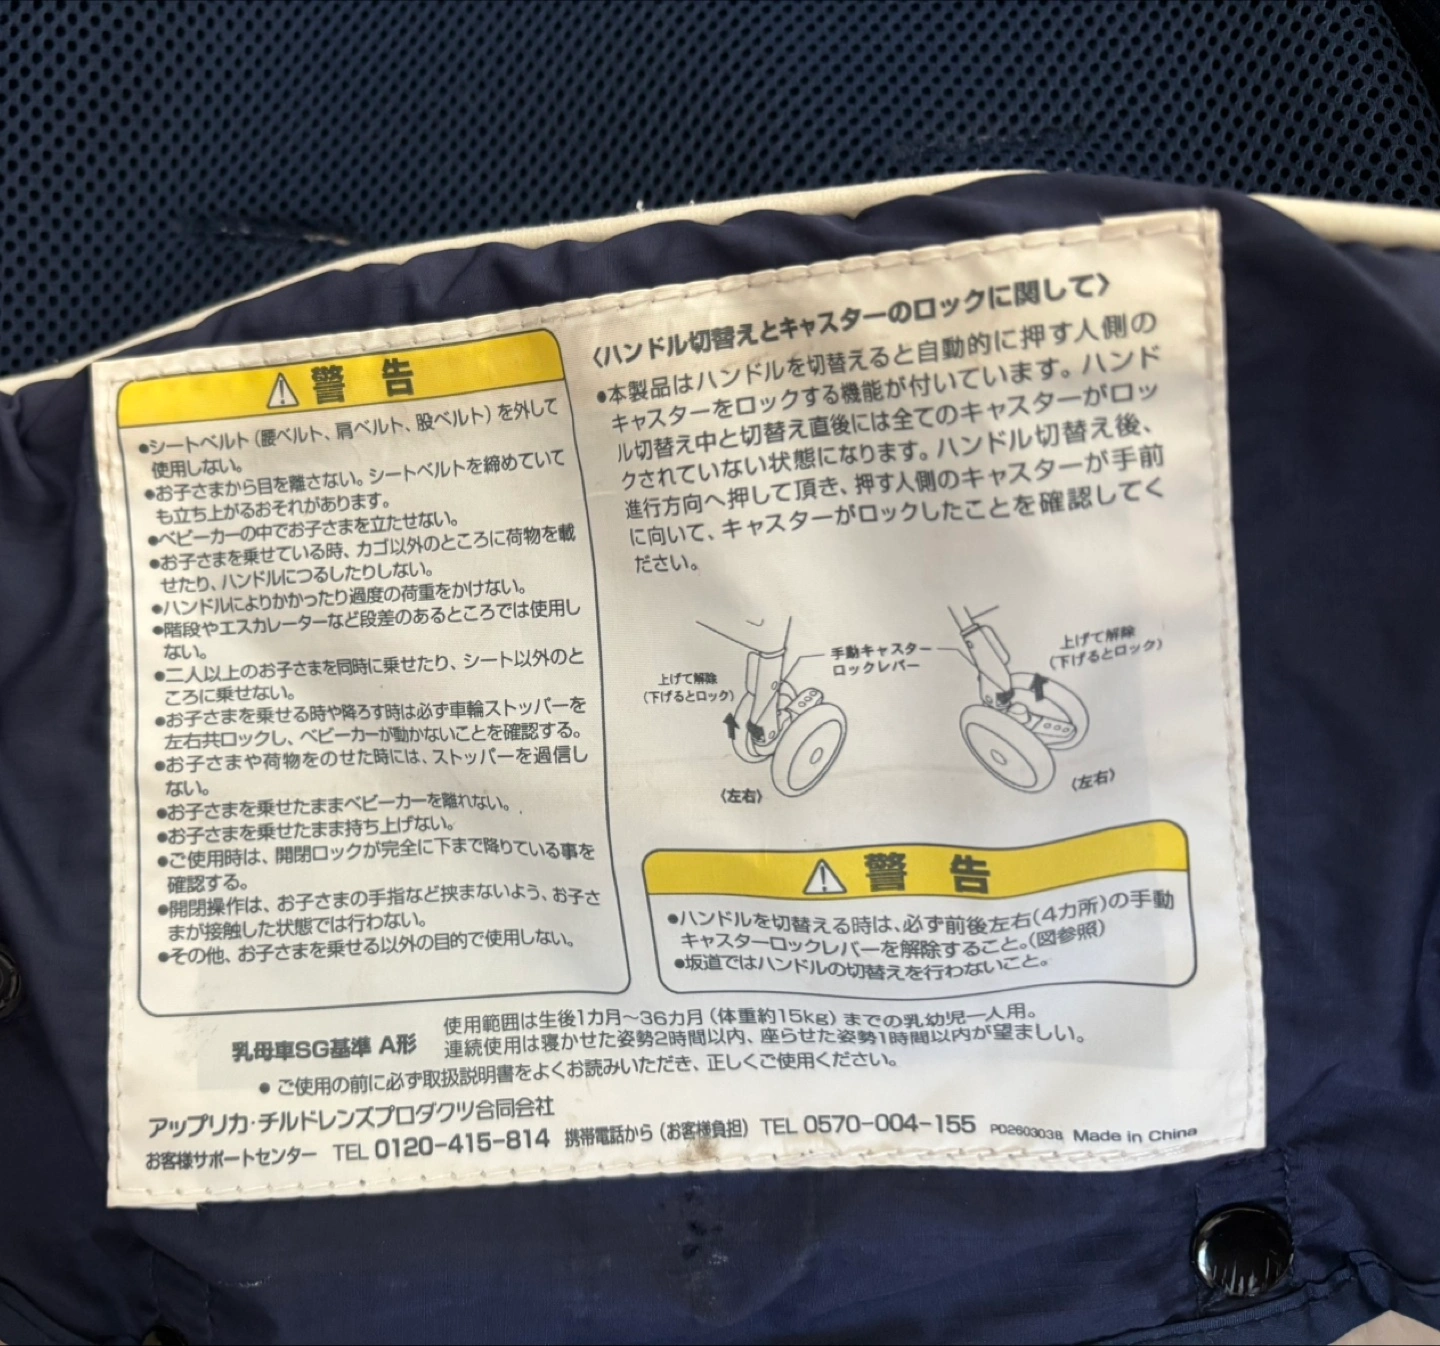 警告
●シートベルト（腰ベルト、肩ベルト、股ベルト）を外して
使用しない。
●お子さまから目を離さない。シートベルトを締めていて
も立ち上がるおそれがあります。
●ベビーカーの中でお子さまを立たせない。
●お子さまを乗せている時、カゴ以外のところに荷物を載
せたり、ハンドルにつるしたりしない。
●ハンドルによりかかったり過度の荷重をかけない。
●階段やエスカレーターなど段差のあるところでは使用し
ない。
●二人以上のお子さまを同時に乗せたり、シート以外のと
ころに乗せない。
●お子さまを乗せる時や降ろす時は必ず車輪ストッパーを
左右共ロックし、ベビーカーが動かないことを確認する。
●お子さまや荷物をのせた時には、ストッパーを過信し
ない。
●お子さまを乗せたままベビーカーを離れない。
●お子さまを乗せたまま持ち上げない。
●ご使用時は、開閉ロックが完全に下まで降りている事を
確認する。
●開閉操作は、お子さまの手指など挟まないよう、お子さ
まが接触した状態では行わない。
●その他、お子さまを乗せる以外の目的で使用しない。
〈ハンドル切替えとキャスターのロックに関して〉
●本製品はハンドルを切替えると自動的に押す人側の
キャスターをロックする機能が付いています。ハンド
ル切替え中と切替え直後には全てのキャスターがロッ
クされていない状態になります。ハンドル切替え後、
進行方向へ押して頂き、押す人側のキャスターが手前
に向いて、キャスターがロックしたことを確認してく
ださい。
手動キャスター
ロックレバー
上げて解除
（下げるとロック）
〈左右〉
上げて解除
（下げるとロック）
〈左右〉
警告
●ハンドルを切替える時は、必ず前後左右（4カ所）の手動
キャスターロックレバーを解除すること。（図参照）
●坂道ではハンドルの切替えを行わないこと。
乳母車SG基準 A形
使用範囲は生後1カ月～36カ月（体重約15kg）までの乳幼児一人用。
連続使用は寝かせた姿勢2時間以内、座らせた姿勢1時間以内が望ましい。
● ご使用の前に必ず取扱説明書をよくお読みいただき、正しくご使用ください。
アップリカ・チルドレンズプロダクツ合同会社
お客様サポートセンター TEL 0120-415-814 携帯電話から（お客様負担） TEL 0570-004-155 PD2603038 Made in China